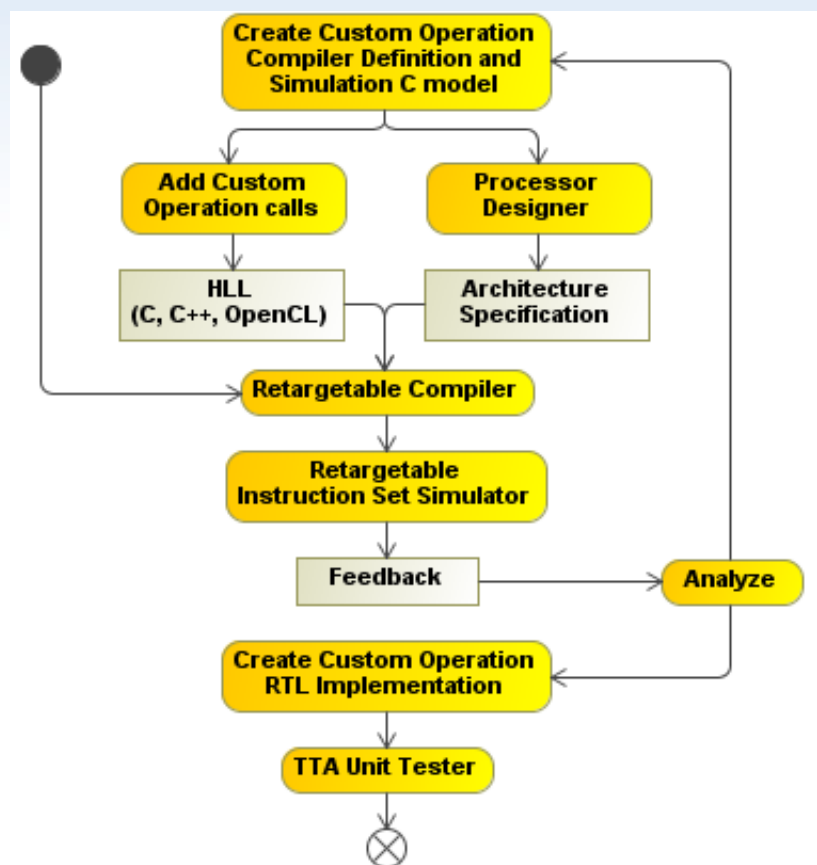 Create Custom Operation
Compiler Definition and
Simulation C model
Add Custom
Operation calls
Processor
Designer
HLL
(C, C++, OpenCL)
Architecture
Specification
Retargetable Compiler
Retargetable
Instruction Set Simulator
Feedback
Analyze
Create Custom Operation
RTL Implementation
TTA Unit Tester